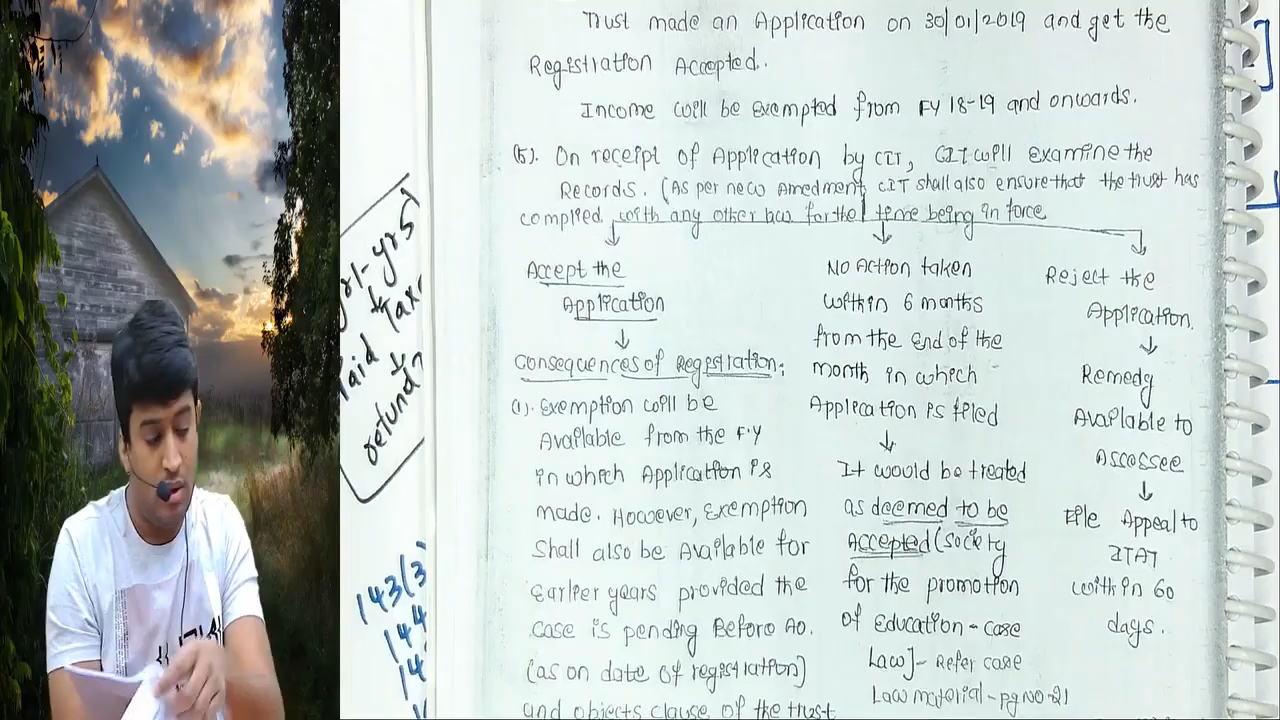 Trust made an Application on 30/01/2019 and get the
Registration Accepted.
Income will be exempted from FY 18-19 and onwards.
(5). On receipt of Application by CIT, CIT will examine the
Records. (As per new Amedment, CIT shall also ensure that the trust has
complied with any other law for the time being in force
Accept the
Application
Consequences of Registration:
(1). Exemption will be
Available from the F.Y
in which Application is
made. However, Exemption
shall also be Available for
Earlier years provided the
case is pending Before AO.
(as on date of registration)
and objects clause of the trust
No Action taken
within 6 months
from the End of the
month in which
Application is filed
It would be treated
as deemed to be
Accepted (society
for the promotion
of Education - case
Law] - Refer case
Law material - pg no - 21
Reject the
Application.
Remedy
Available to
Assessee
File Appeal to
ITAT
within 60
days.
yrs
paid
refund?
143(3
144